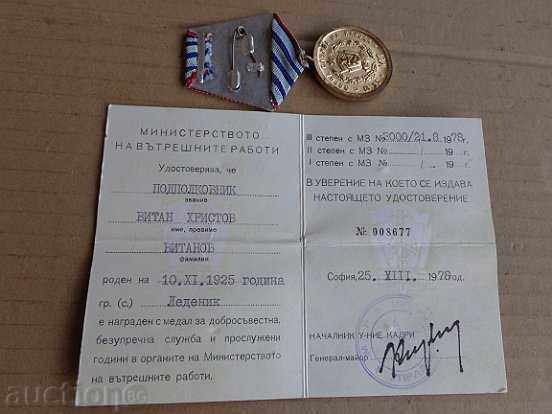 МИНИСТЕРСТВОТО
НА ВЪТРЕШНИТЕ РАБОТИ
Удостоверява, че
ПОДПОЛКОВНИК
звание
ВИТАН ХРИСТОВ
име, презиме
ВИТАНОВ
фамилия
роден на 10.XI.1925 година
гр (с.) Леденик
е награден с медал за добросъвестна,
безупречна служба и прослужени
години в органите на Министерството
на вътрешните работи.
III степен с МЗ № 3000/21.8.1978г.
II степен с МЗ № / 19 г.
I степен с МЗ № / 19 г.
В УВЕРЕНИЕ НА КОЕТО СЕ ИЗДАВА
НАСТОЯЩЕТО УДОСТОВЕРЕНИЕ
№ 008677
София, 25. XIII. 1978 год.
НАЧАЛНИК У-НИЕ КАДРИ
Генерал-майор
auction.bg